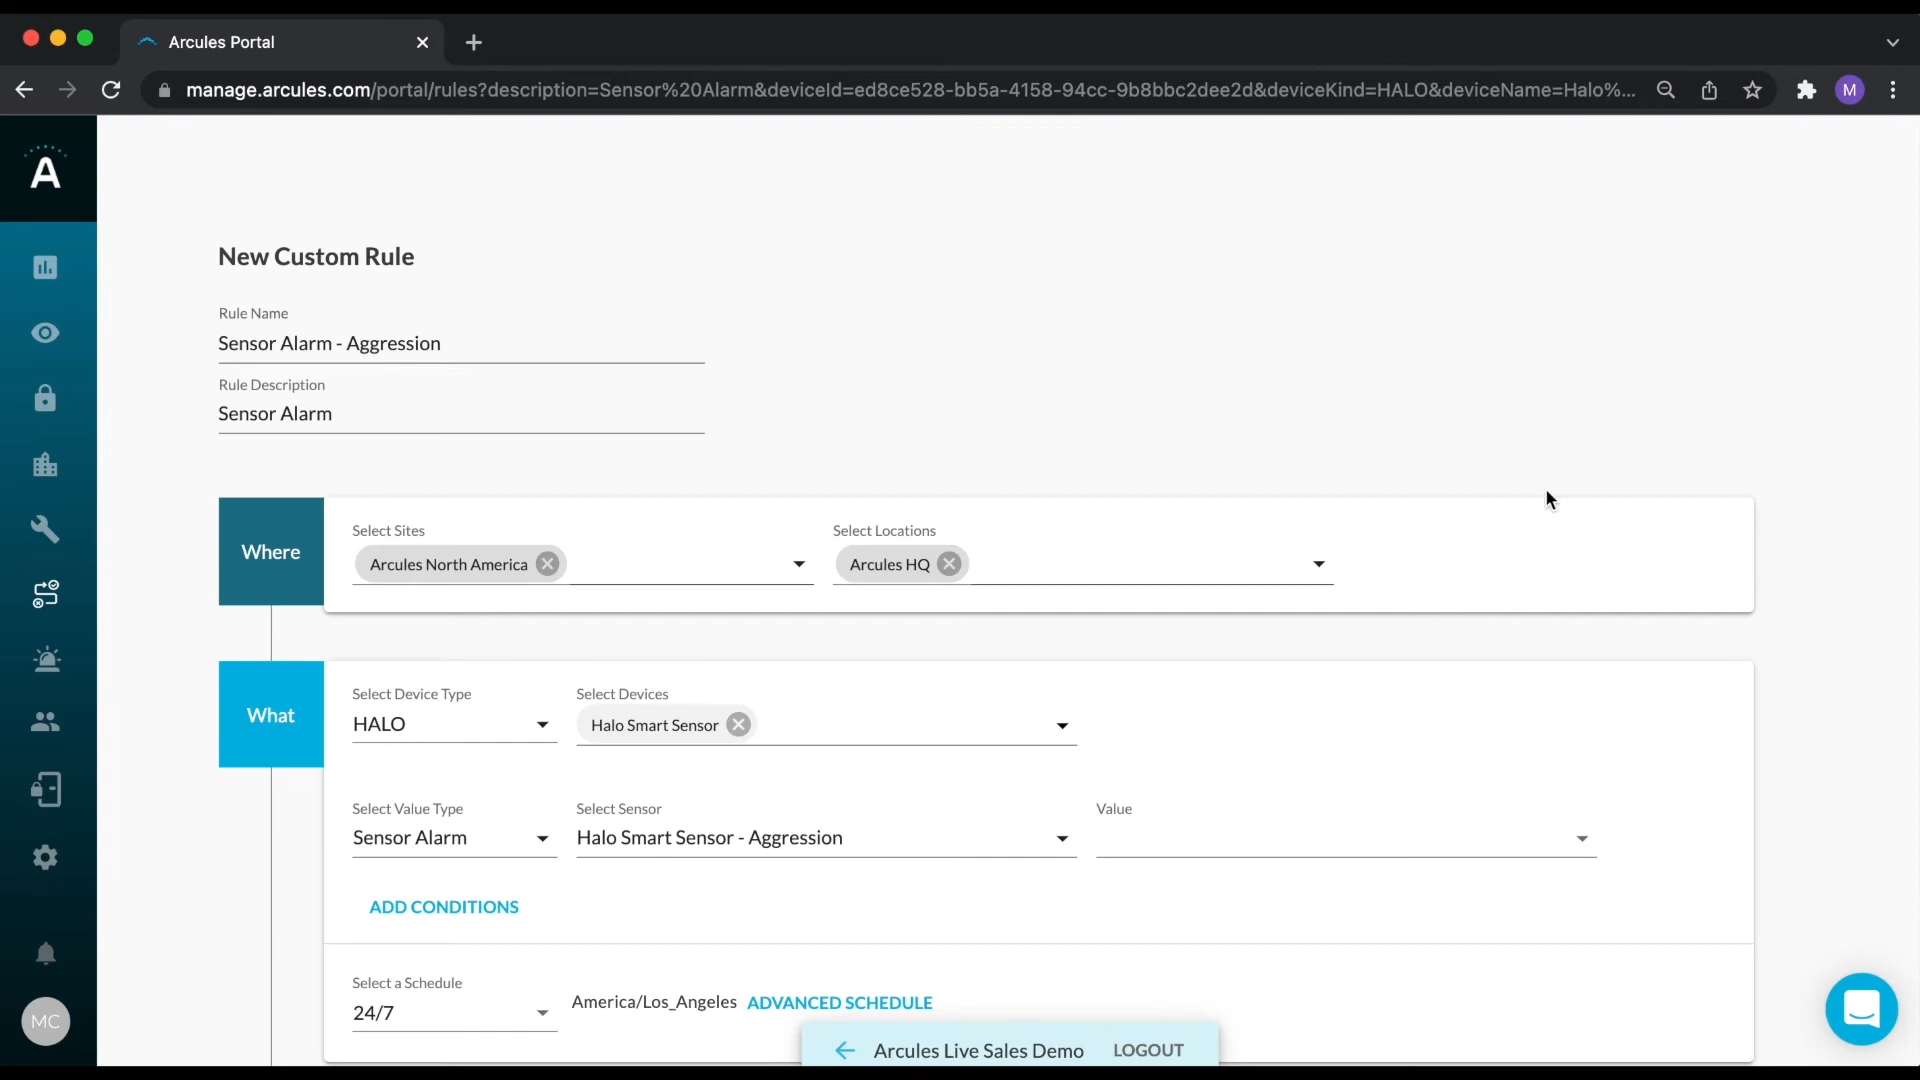 Arcules Portal
manage.arcules.com/portal/rules?description=Sensor%20Alarm&deviceId=ed8ce528-bb5a-4158-94cc-9b8bbc2dee2d&deviceKind=HALO&deviceName=Halo%...
M
A
New Custom Rule
Rule Name
Sensor Alarm - Aggression
Rule Description
Sensor Alarm
Where
Select Sites
Select Locations
Arcules North America
Arcules HQ
What
Select Device Type
Select Devices
HALO
Halo Smart Sensor
Select Value Type
Select Sensor
Value
Sensor Alarm
Halo Smart Sensor - Aggression
ADD CONDITIONS
Select a Schedule
24/7
America/Los_Angeles ADVANCED SCHEDULE
MC
Arcules Live Sales Demo LOGOUT